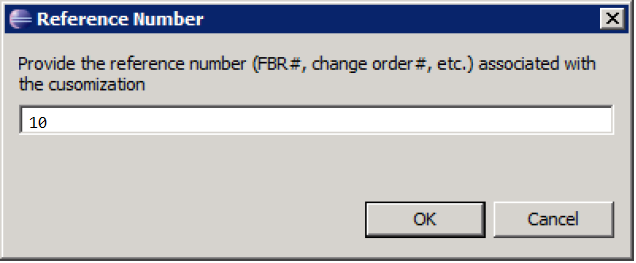 Reference Number
Provide the reference number (FBR#, change order#, etc.) associated with
the cusomization
10
OK
Cancel